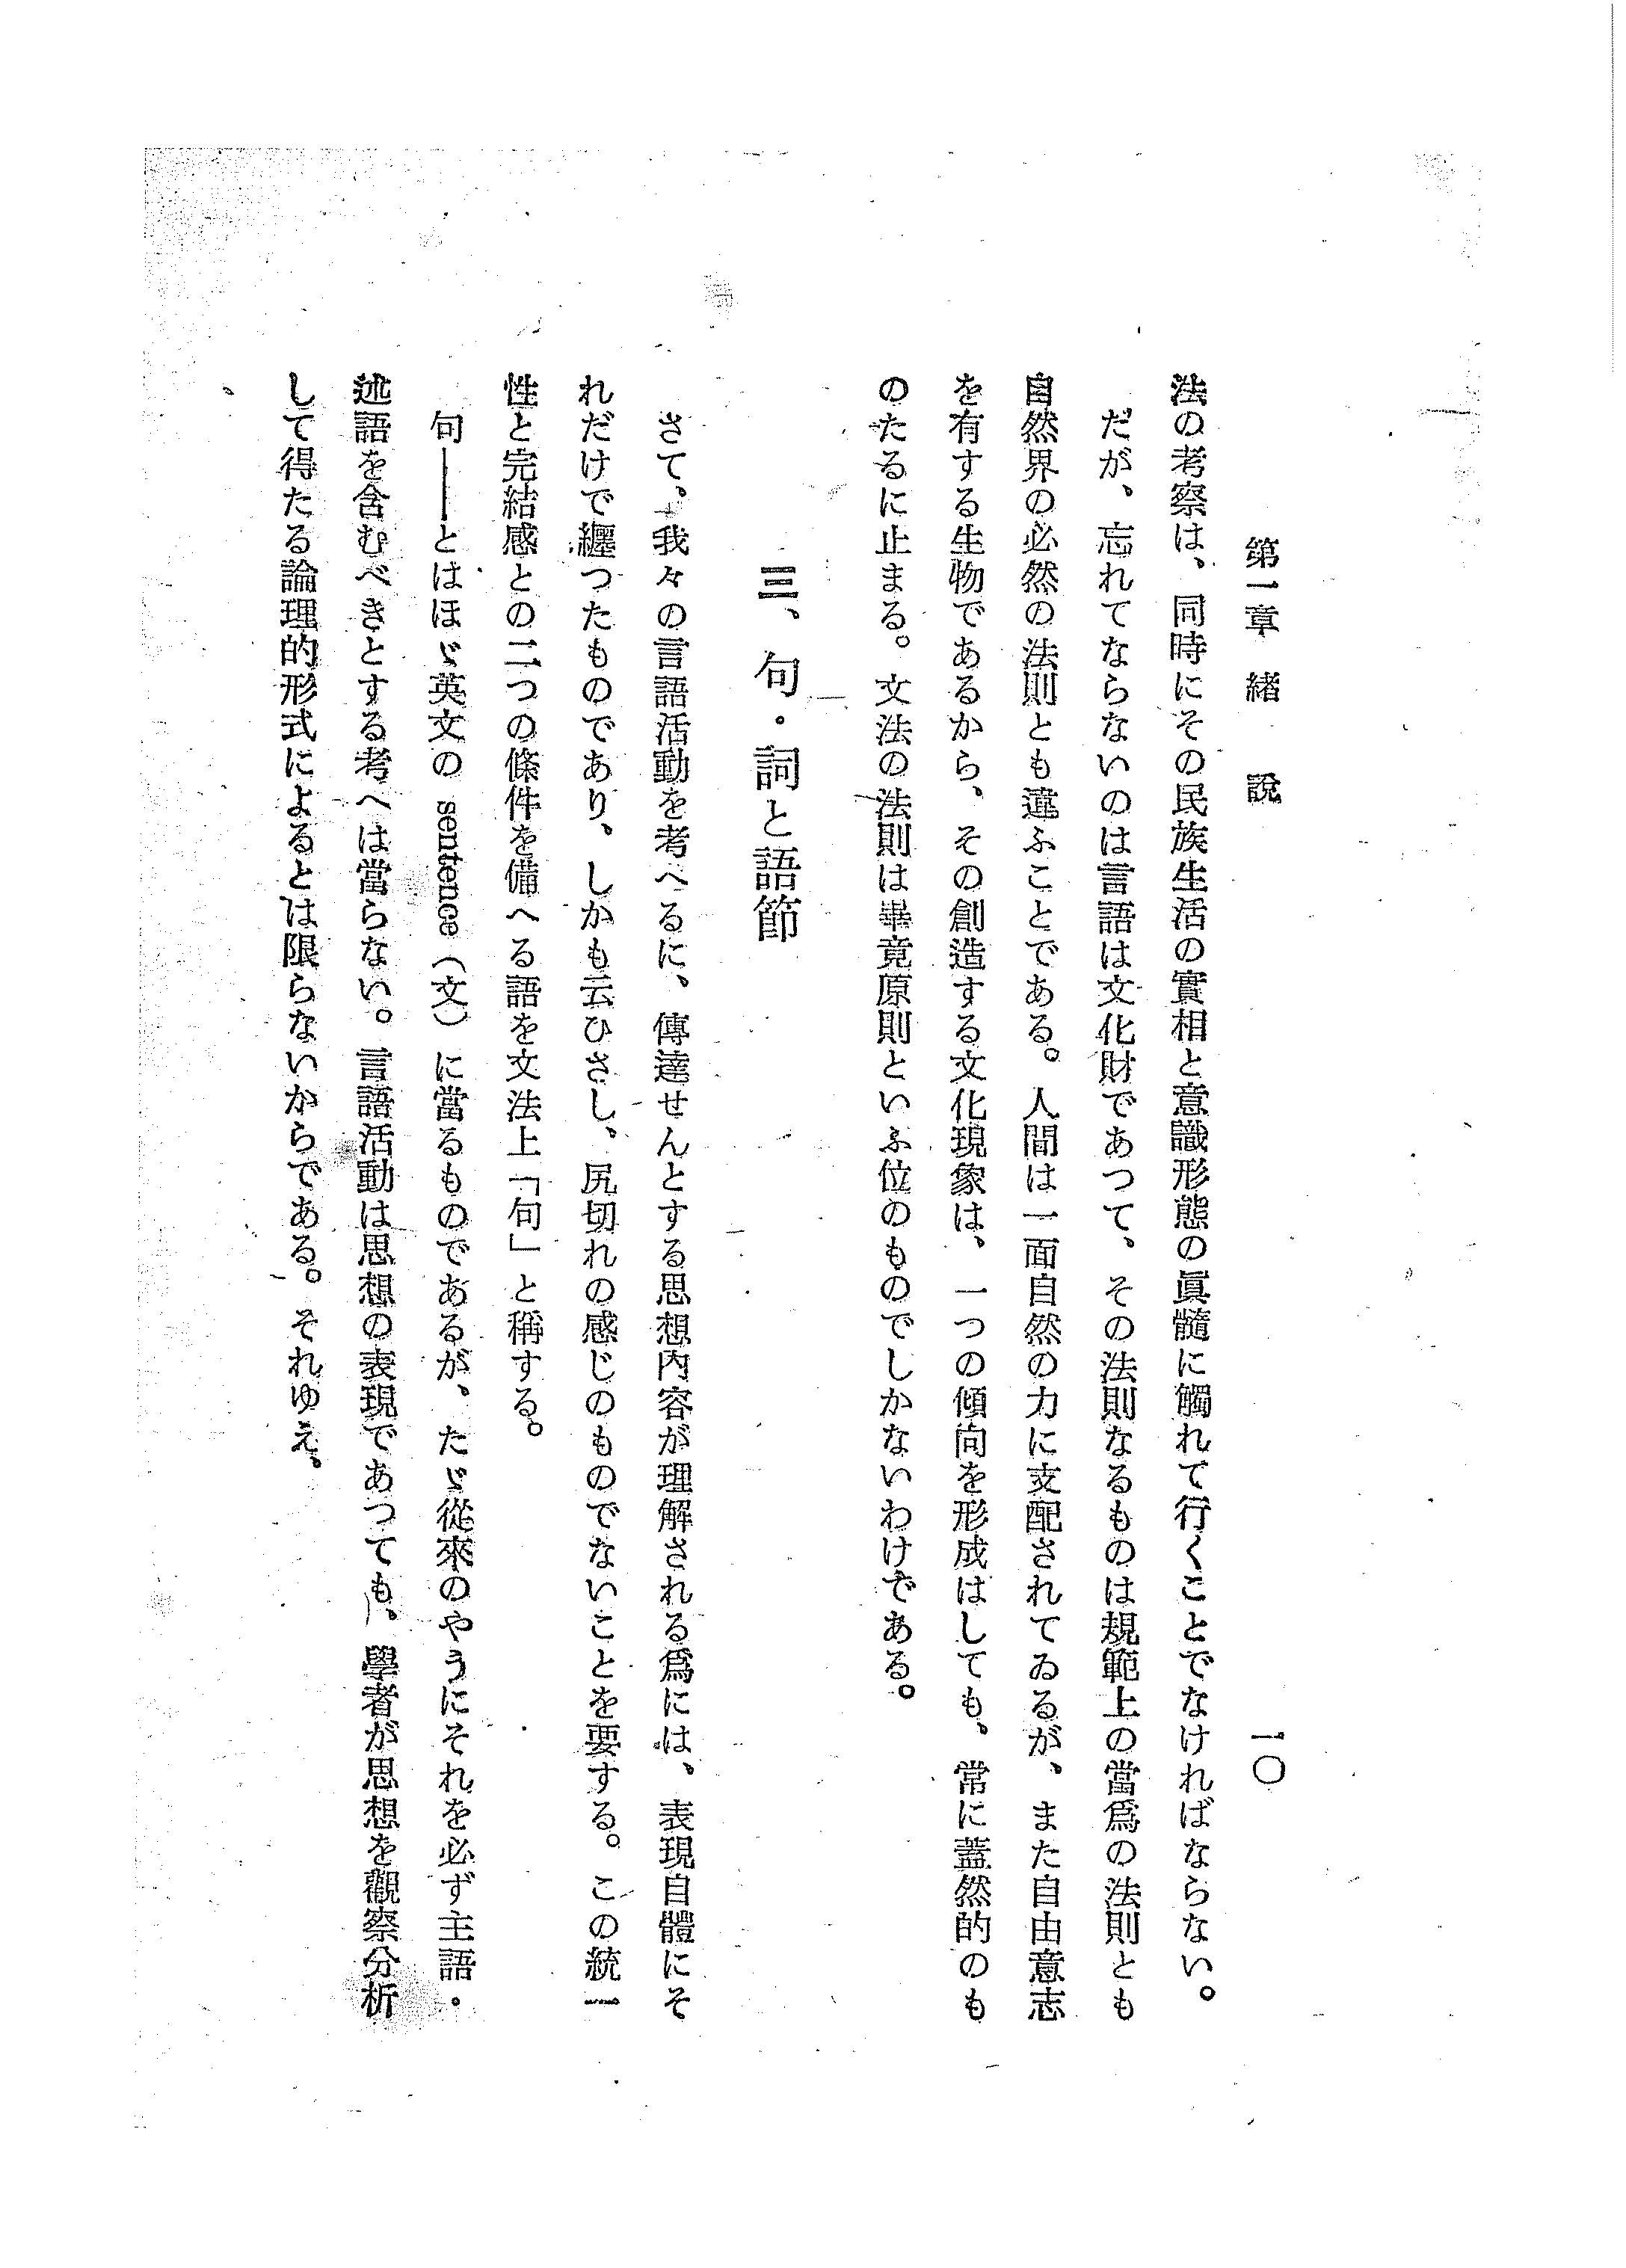 第一章　緒　說
一〇
法の考察は、同時にその民族生活の實相と意識形態の眞髓に觸れて行くことでなければならない。
だが、忘れてならないのは言語は文化財であつて、その法則なるものは規範上の當爲の法則とも
自然界の必然の法則とも違ふことである。人間は一面自然の力に支配されてゐるが、また自由意志
を有する生物であるから、その創造する文化現象は、一つの傾向を形成はしても、常に蓋然的のも
のたるに止まる。文法の法則は畢竟原則といふ位のものでしかないわけである。
三、句・詞と語節
さて、我々の言語活動を考へるに、傳達せんとする思想內容が理解される爲には、表現自體にそ
れだけで纒つたものであり、しかも云ひさし、尻切れの感じのものでないことを要する。この統一
性と完結感との二つの條件を備へる語を文法上「句」と稱する。
句――とはほゞ英文の sentence（文）に當るものであるが、たゞ從來のやうにそれを必ず主語・
述語を含むべきとする考へは當らない。言語活動は思想の表現であつても、學者が思想を觀察分析
して得たる論理的形式によるとは限らないからである。それゆえ、